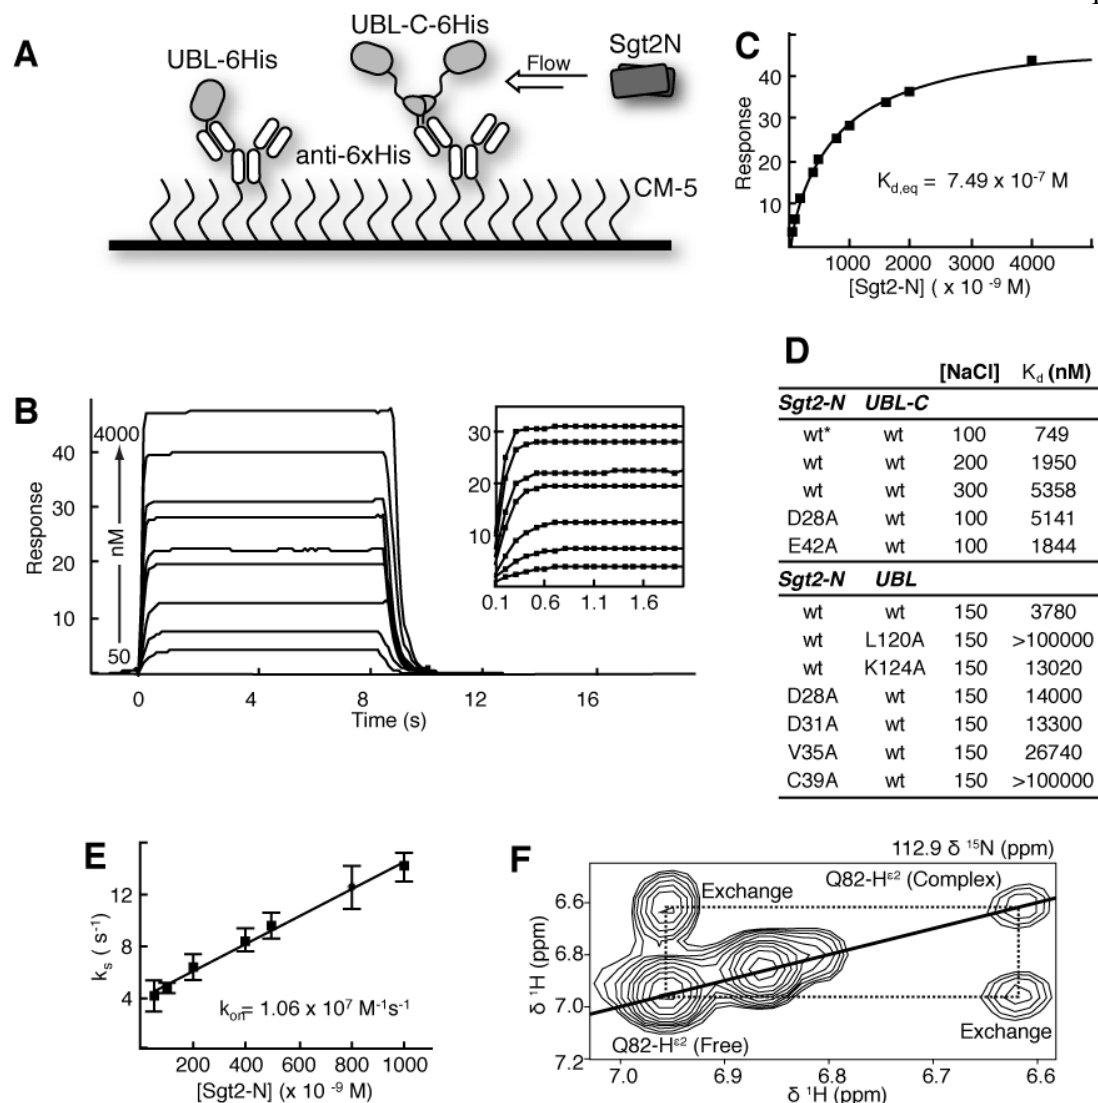 A
UBL-6His
UBL-C-6His
Flow
Sgt2N
anti-6xHis
CM-5
C
Response
40
30
20
10
K_d,eq = 7.49 x 10⁻⁷ M
1000 2000 3000 4000
[Sgt2-N] ( x 10 ⁻⁹ M)
B
Response
40
30
20
10
4000
nM
50
0 4 8 12 16
Time (s)
30
20
10
0.1 0.6 1.1 1.6
D
[NaCl] K_d (nM)
Sgt2-N UBL-C
wt* wt 100 749
wt wt 200 1950
wt wt 300 5358
D28A wt 100 5141
E42A wt 100 1844
Sgt2-N UBL
wt wt 150 3780
wt L120A 150 >100000
wt K124A 150 13020
D28A wt 150 14000
D31A wt 150 13300
V35A wt 150 26740
C39A wt 150 >100000
E
k_s ( s⁻¹)
12
8
4
k_on= 1.06 x 10⁷ M⁻¹s⁻¹
200 400 600 800 1000
[Sgt2-N] (x 10 ⁻⁹ M)
F
112.9 δ ¹⁵N (ppm)
Q82-H^ε2 (Complex)
Exchange
6.6
6.8
7.0
7.2
δ ¹H (ppm)
Q82-H^ε2 (Free)
Exchange
7.0 6.9 6.8 6.7 6.6
δ ¹H (ppm)